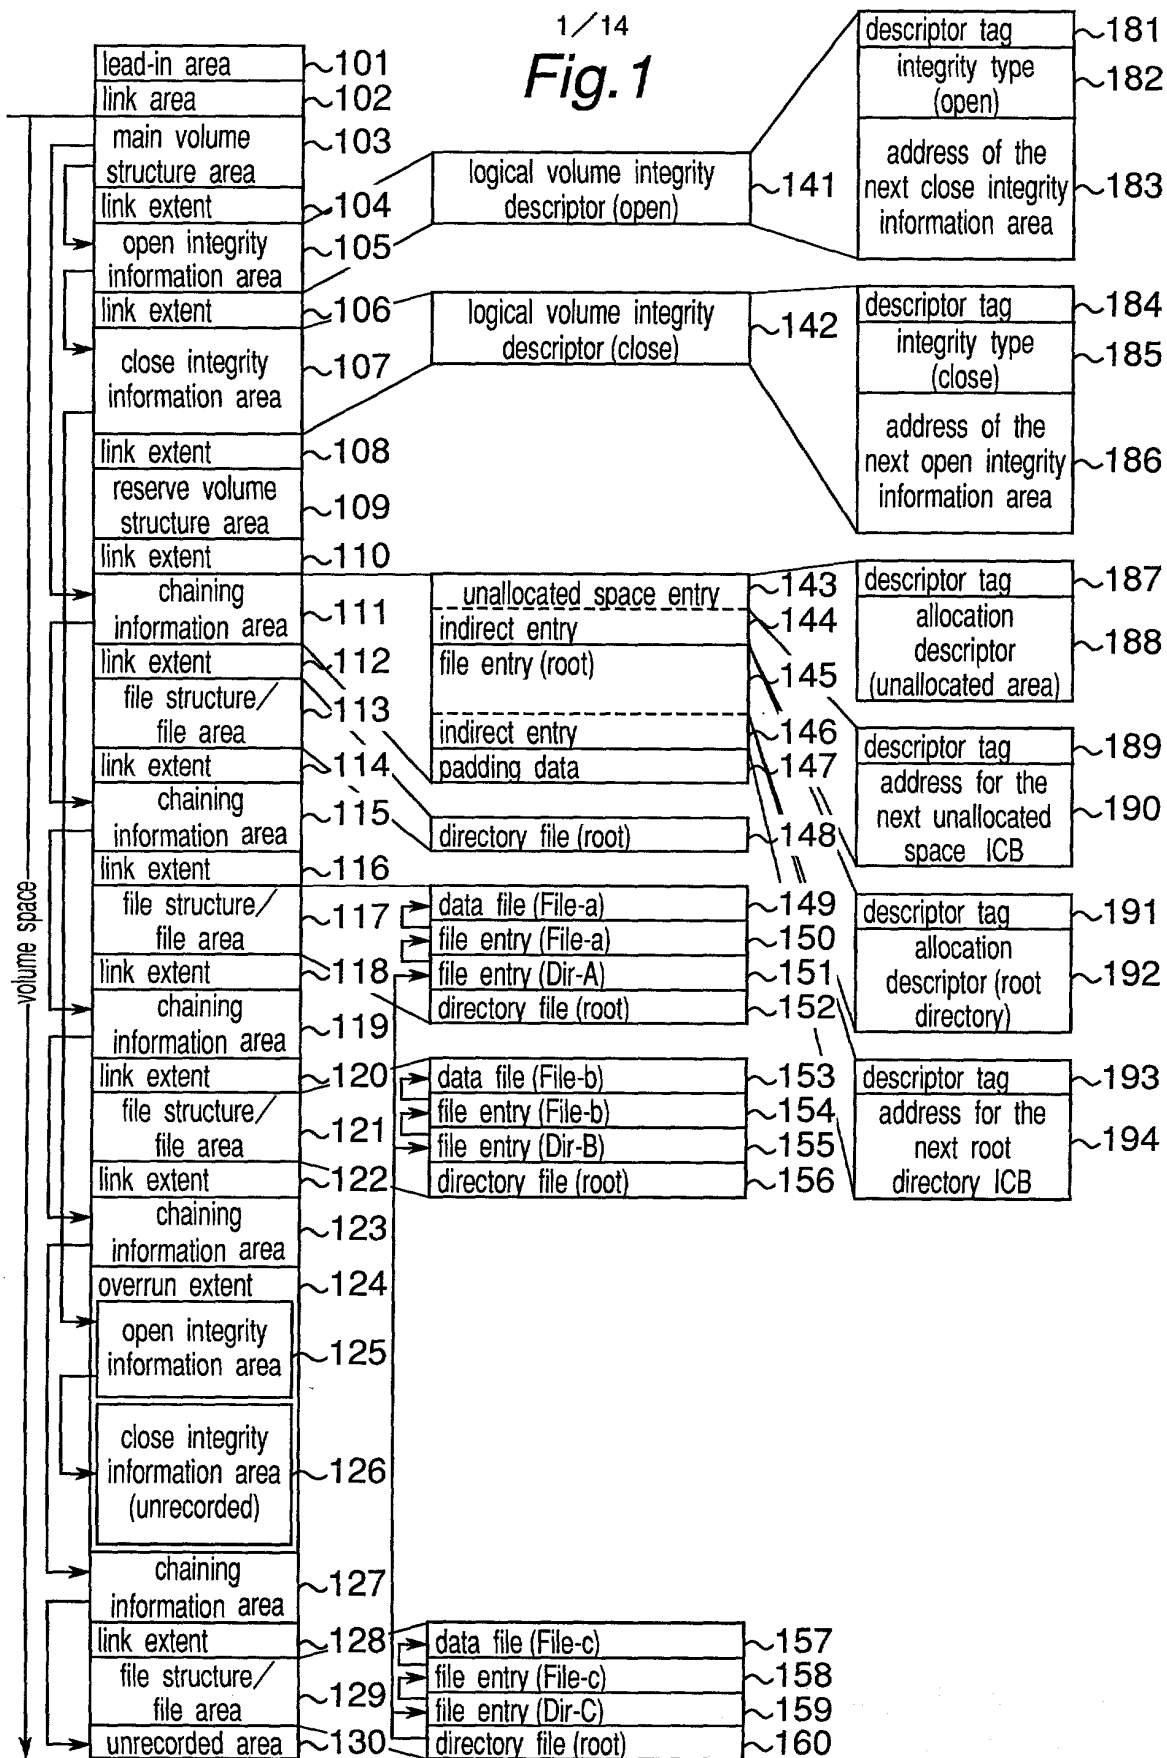 1/14
Fig.1
volume space
lead-in area ~101
link area ~102
main volume
structure area ~103
link extent ~104
open integrity
information area ~105
link extent ~106
close integrity
information area ~107
link extent ~108
reserve volume
structure area ~109
link extent ~110
chaining
information area ~111
link extent ~112
file structure/
file area ~113
link extent ~114
chaining
information area ~115
link extent ~116
file structure/
file area ~117
link extent ~118
chaining
information area ~119
link extent ~120
file structure/
file area ~121
link extent ~122
chaining
information area ~123
overrun extent ~124
open integrity
information area ~125
close integrity
information area
(unrecorded) ~126
chaining
information area ~127
link extent ~128
file structure/
file area ~129
unrecorded area ~130
logical volume integrity
descriptor (open) ~141
logical volume integrity
descriptor (close) ~142
unallocated space entry ~143
indirect entry ~144
file entry (root) ~145
indirect entry ~146
padding data ~147
directory file (root) ~148
data file (File-a) ~149
file entry (File-a) ~150
file entry (Dir-A) ~151
directory file (root) ~152
data file (File-b) ~153
file entry (File-b) ~154
file entry (Dir-B) ~155
directory file (root) ~156
data file (File-c) ~157
file entry (File-c) ~158
file entry (Dir-C) ~159
directory file (root) ~160
descriptor tag ~181
integrity type
(open) ~182
address of the
next close integrity
information area ~183
descriptor tag ~184
integrity type
(close) ~185
address of the
next open integrity
information area ~186
descriptor tag ~187
allocation
descriptor
(unallocated area) ~188
descriptor tag ~189
address for the
next unallocated
space ICB ~190
descriptor tag ~191
allocation
descriptor (root
directory) ~192
descriptor tag ~193
address for the
next root
directory ICB ~194